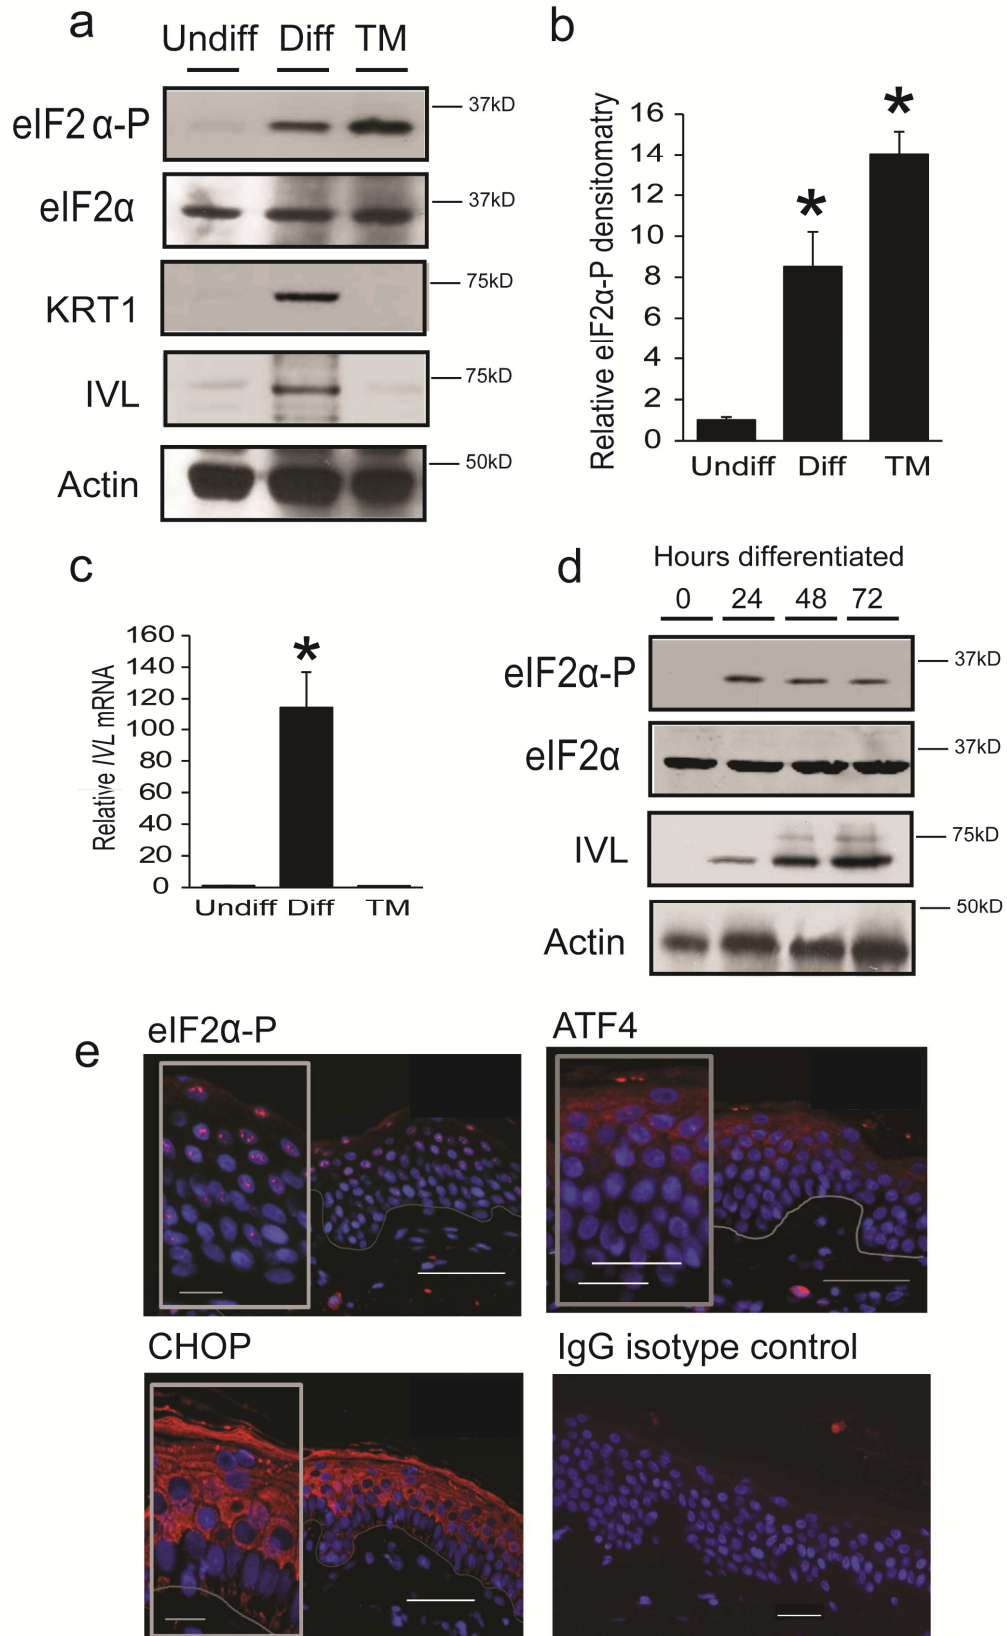 a
Undiff Diff TM
eIF2 α-P
37kD
eIF2α
37kD
KRT1
75kD
IVL
75kD
Actin
50kD
b
Relative eIF2α-P densitomatry
16
14
12
10
8
6
4
2
0
*
*
Undiff Diff TM
c
Relative IVL mRNA
160
140
120
100
80
60
40
20
0
*
Undiff Diff TM
d
Hours differentiated
0 24 48 72
eIF2α-P
37kD
eIF2α
37kD
IVL
75kD
Actin
50kD
e
eIF2α-P
ATF4
CHOP
IgG isotype control